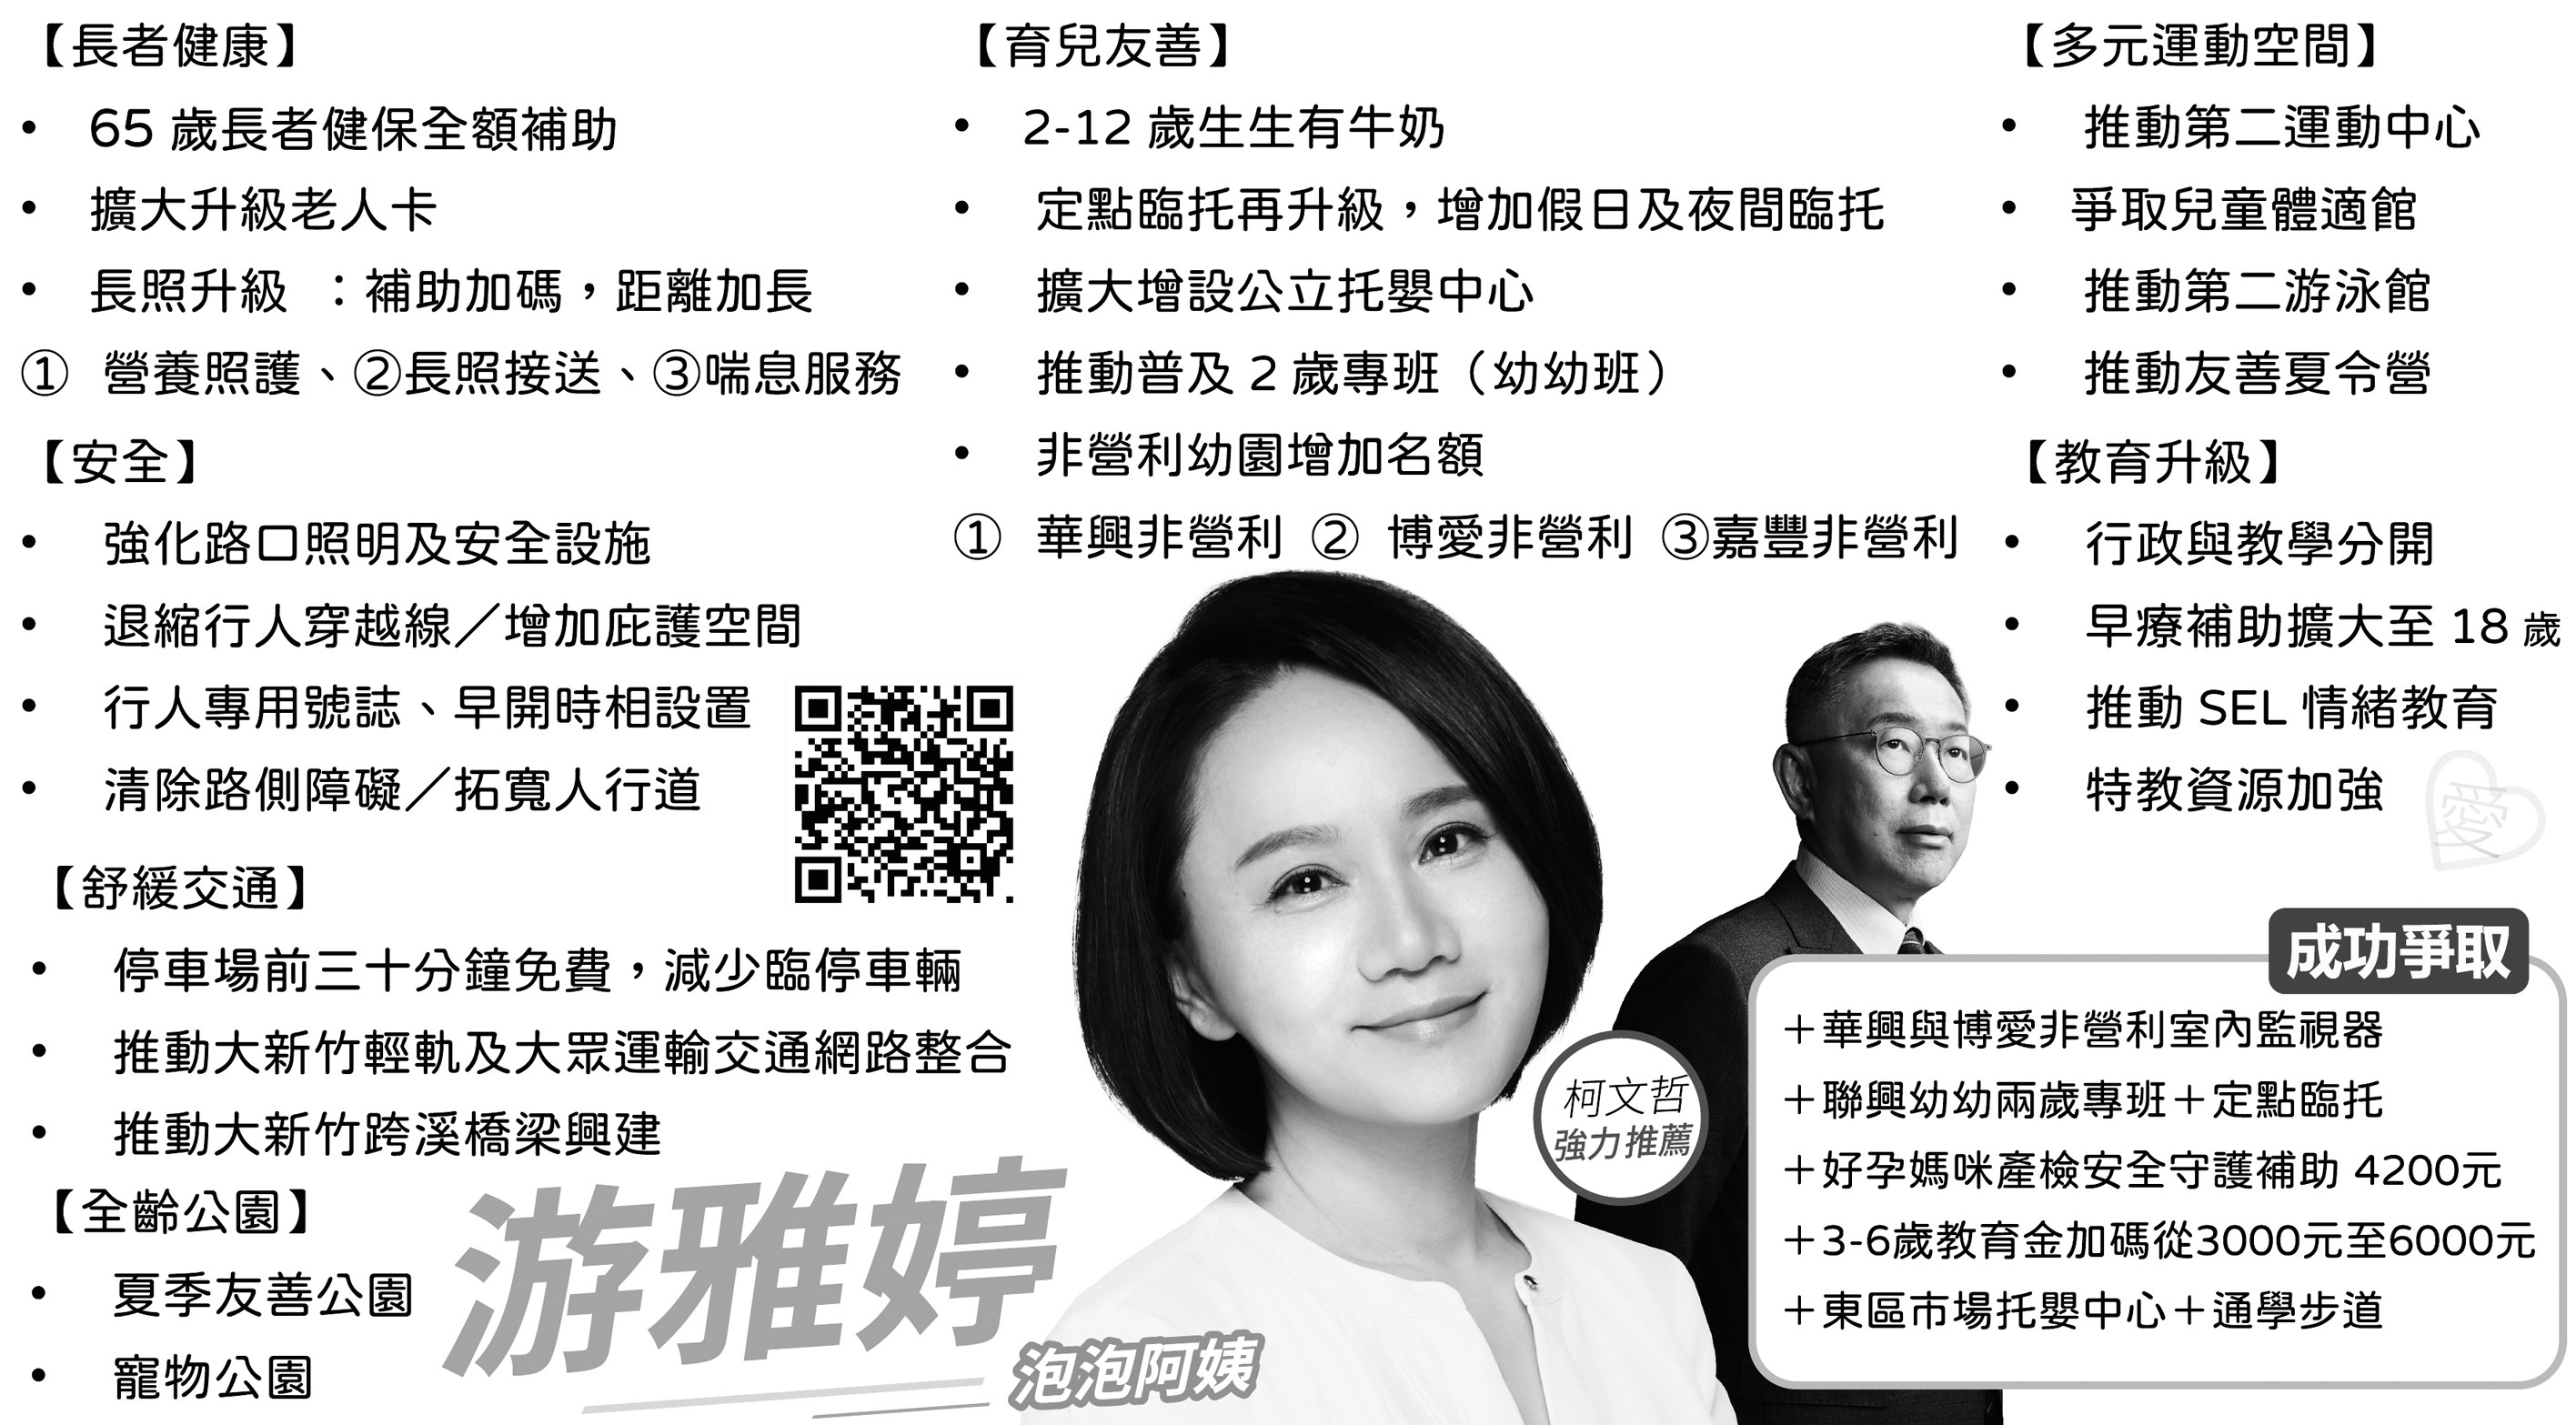 【長者健康】
• 65 歲長者健保全額補助
• 擴大升級老人卡
• 長照升級 ：補助加碼，距離加長
① 營養照護、②長照接送、③喘息服務
【安全】
• 強化路口照明及安全設施
• 退縮行人穿越線／增加庇護空間
• 行人專用號誌、早開時相設置
• 清除路側障礙／拓寬人行道
【舒緩交通】
• 停車場前三十分鐘免費，減少臨停車輛
• 推動大新竹輕軌及大眾運輸交通網路整合
• 推動大新竹跨溪橋梁興建
【全齡公園】
• 夏季友善公園
• 寵物公園
【育兒友善】
• 2-12 歲生生有牛奶
• 定點臨托再升級，增加假日及夜間臨托
• 擴大增設公立托嬰中心
• 推動普及 2 歲專班（幼幼班）
• 非營利幼園增加名額
① 華興非營利 ② 博愛非營利 ③嘉豐非營利
【多元運動空間】
• 推動第二運動中心
• 爭取兒童體適館
• 推動第二游泳館
• 推動友善夏令營
【教育升級】
• 行政與教學分開
• 早療補助擴大至 18 歲
• 推動 SEL 情緒教育
• 特教資源加強
愛
游雅婷
泡泡阿姨
柯文哲
強力推薦
成功爭取
＋華興與博愛非營利室內監視器
＋聯興幼幼兩歲專班＋定點臨托
＋好孕媽咪產檢安全守護補助 4200元
＋3-6歲教育金加碼從3000元至6000元
＋東區市場托嬰中心＋通學步道